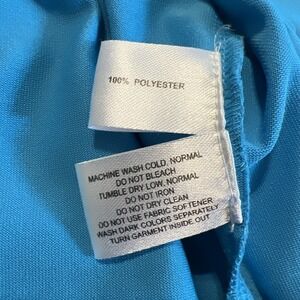 100% POLYESTER
MACHINE WASH COLD, NORMAL
DO NOT BLEACH
TUMBLE DRY LOW, NORMAL
DO NOT IRON
DO NOT DRY CLEAN
DO NOT USE FABRIC SOFTENER
WASH DARK COLORS SEPARATELY
TURN GARMENT INSIDE OUT